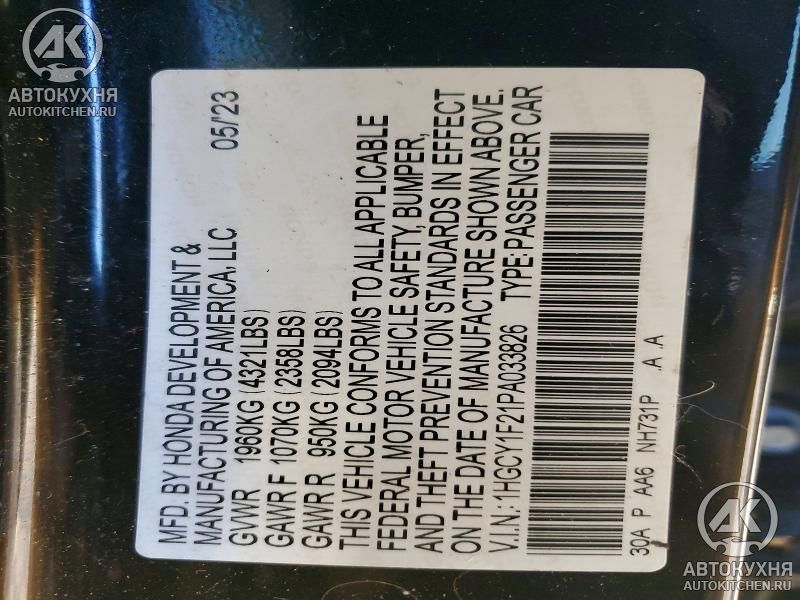 AK
АВТОКУХНЯ
AUTOKITCHEN.RU
MFD. BY HONDA DEVELOPMENT &
MANUFACTURING OF AMERICA, LLC 05/'23
GVWR 1960KG (4321LBS)
GAWR F 1070KG (2358LBS)
GAWR R 950KG (2094LBS)
THIS VEHICLE CONFORMS TO ALL APPLICABLE
FEDERAL MOTOR VEHICLE SAFETY, BUMPER,
AND THEFT PREVENTION STANDARDS IN EFFECT
ON THE DATE OF MANUFACTURE SHOWN ABOVE.
V.I.N.: 1HGCY1F21PA033826 TYPE:PASSENGER CAR
30A P AA6 NH731P .A .A
AK
АВТОКУХНЯ
AUTOKITCHEN.RU